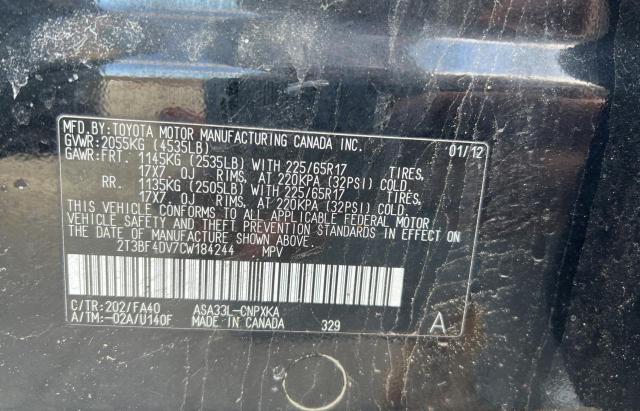 MFD.BY:TOYOTA MOTOR MANUFACTURING CANADA INC.
GVWR:2055KG (4535LB) 01/12
GAWR:FRT. 1145KG (2535LB) WITH 225/65R17 TIRES,
17X7 OJ RIMS, AT 220KPA (32PSI) COLD
RR. 1135KG (2505LB) WITH 225/65R17 TIRES,
17X7 OJ RIMS, AT 220KPA (32PSI) COLD
THIS VEHICLE CONFORMS TO ALL APPLICABLE FEDERAL MOTOR
VEHICLE SAFETY AND THEFT PREVENTION STANDARDS IN EFFECT ON
THE DATE OF MANUFACTURE SHOWN ABOVE.
2T3BF4DV7CW184244 MPV
C/TR:202/FA40 ASA33L-CNPXKA
A/TM:-02A/U140F MADE IN CANADA 329 A